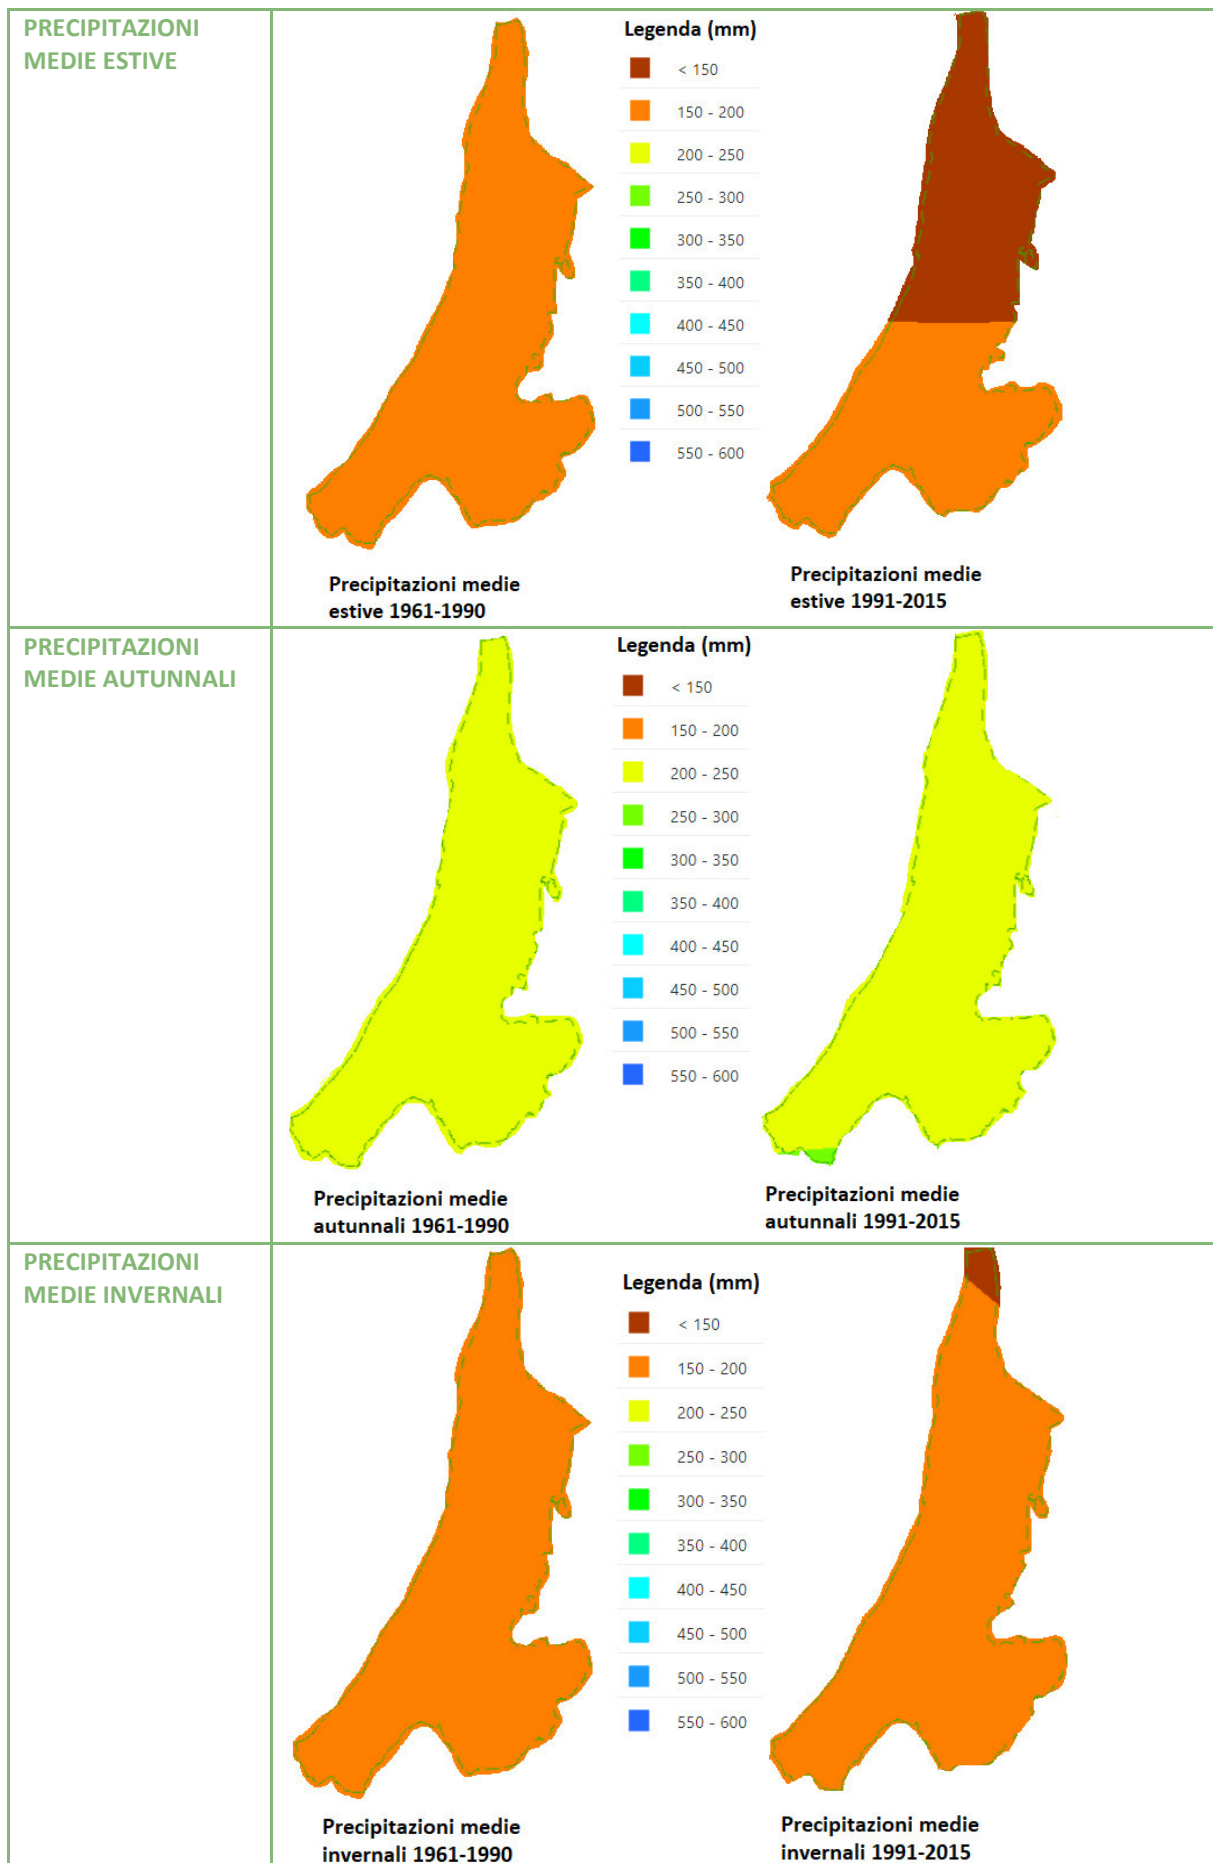 PRECIPITAZIONI
MEDIE ESTIVE
Legenda (mm)
< 150
150 - 200
200 - 250
250 - 300
300 - 350
350 - 400
400 - 450
450 - 500
500 - 550
550 - 600
Precipitazioni medie
estive 1961-1990
Precipitazioni medie
estive 1991-2015
PRECIPITAZIONI
MEDIE AUTUNNALI
Legenda (mm)
< 150
150 - 200
200 - 250
250 - 300
300 - 350
350 - 400
400 - 450
450 - 500
500 - 550
550 - 600
Precipitazioni medie
autunnali 1961-1990
Precipitazioni medie
autunnali 1991-2015
PRECIPITAZIONI
MEDIE INVERNALI
Legenda (mm)
< 150
150 - 200
200 - 250
250 - 300
300 - 350
350 - 400
400 - 450
450 - 500
500 - 550
550 - 600
Precipitazioni medie
invernali 1961-1990
Precipitazioni medie
invernali 1991-2015